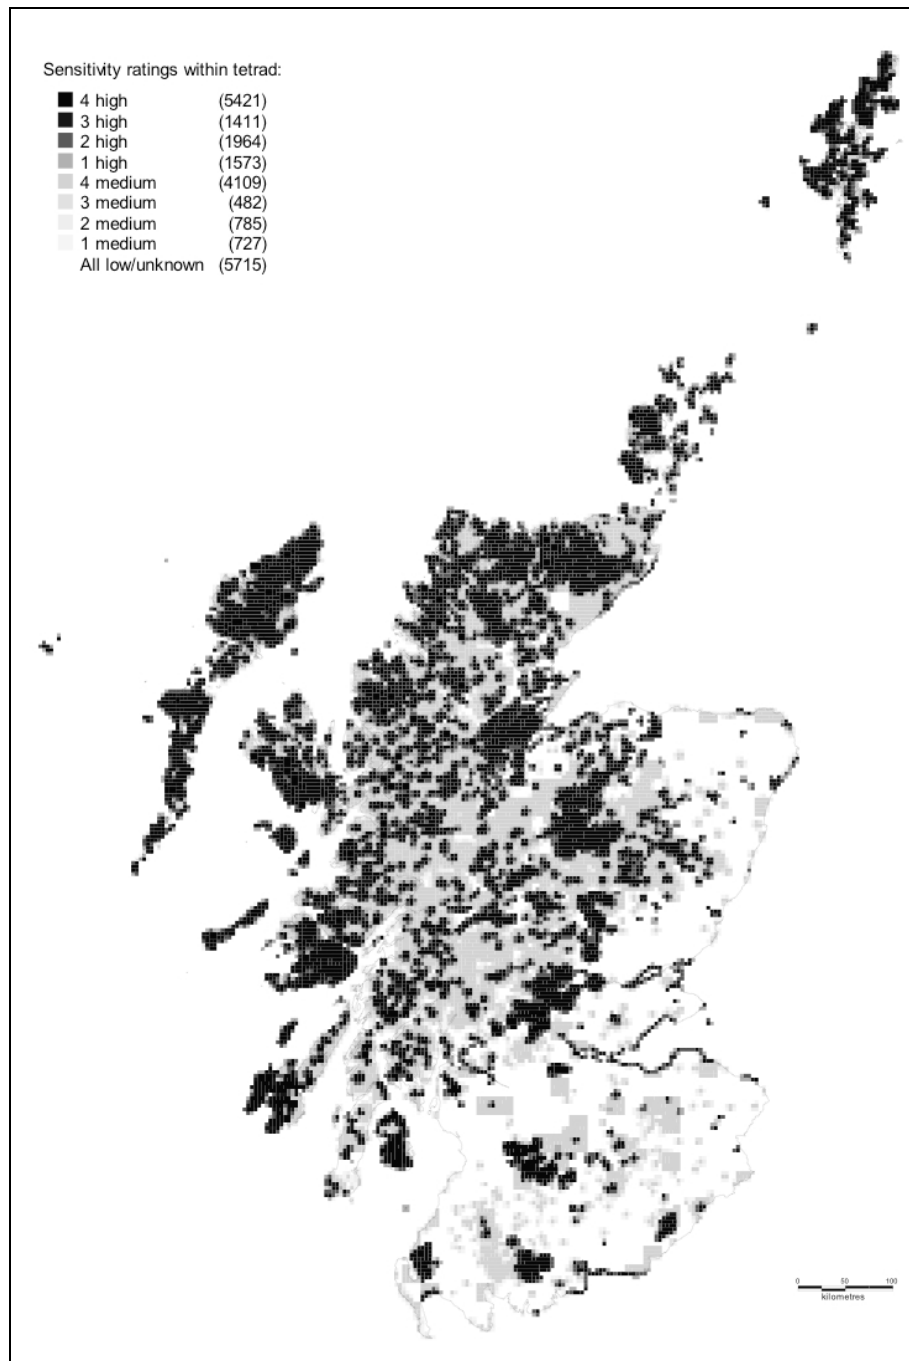 Sensitivity ratings within tetrad:
4 high (5421)
3 high (1411)
2 high (1964)
1 high (1573)
4 medium (4109)
3 medium (482)
2 medium (785)
1 medium (727)
All low/unknown (5715)
0 50 100
kilometres